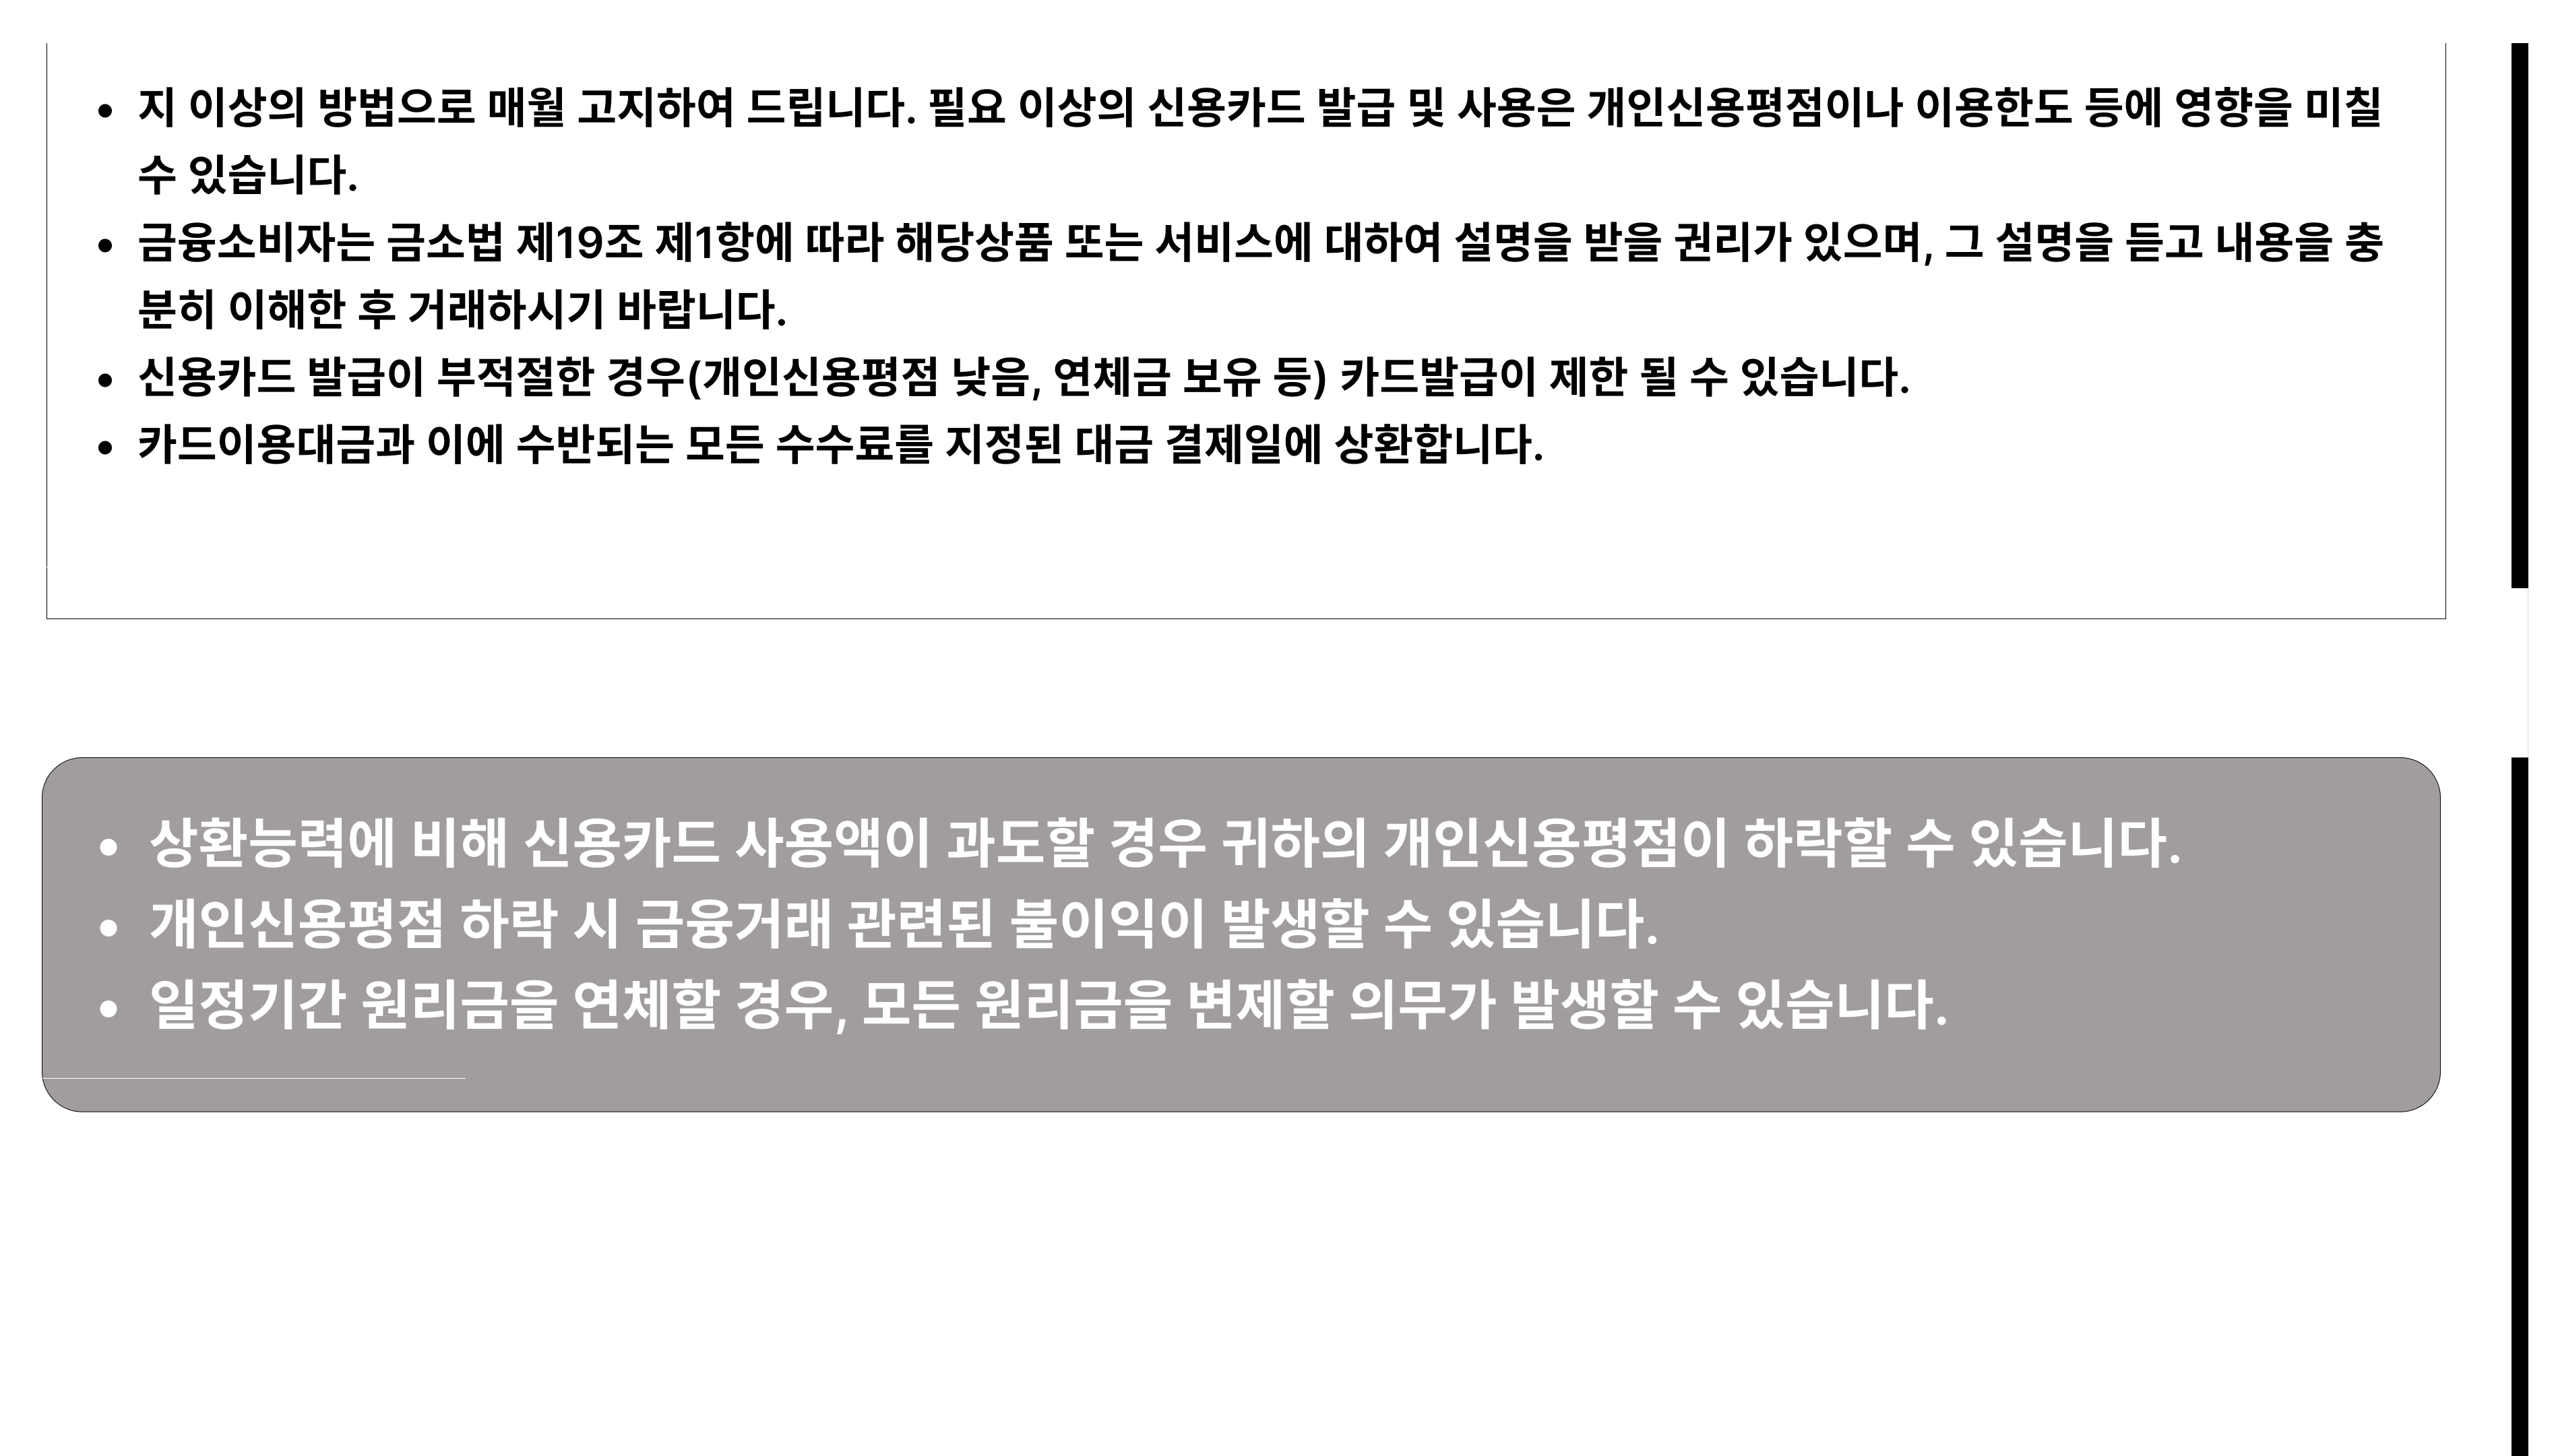 • 지 이상의 방법으로 매월 고지하여 드립니다. 필요 이상의 신용카드 발급 및 사용은 개인신용평점이나 이용한도 등에 영향을 미칠
수 있습니다.
• 금융소비자는 금소법 제19조 제1항에 따라 해당상품 또는 서비스에 대하여 설명을 받을 권리가 있으며, 그 설명을 듣고 내용을 충
분히 이해한 후 거래하시기 바랍니다.
• 신용카드 발급이 부적절한 경우(개인신용평점 낮음, 연체금 보유 등) 카드발급이 제한 될 수 있습니다.
• 카드이용대금과 이에 수반되는 모든 수수료를 지정된 대금 결제일에 상환합니다.
• 상환능력에 비해 신용카드 사용액이 과도할 경우 귀하의 개인신용평점이 하락할 수 있습니다.
• 개인신용평점 하락 시 금융거래 관련된 불이익이 발생할 수 있습니다.
• 일정기간 원리금을 연체할 경우, 모든 원리금을 변제할 의무가 발생할 수 있습니다.